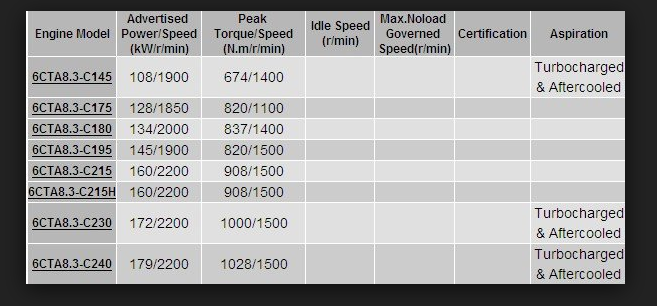 Engine Model Advertised Power/Speed (kW/r/min) Peak Torque/Speed (N.m/r/min) Idle Speed (r/min) Max.Noload Governed Speed(r/min) Certification Aspiration
6CTA8.3-C145 108/1900 674/1400 Turbocharged & Aftercooled
6CTA8.3-C175 128/1850 820/1100
6CTA8.3-C180 134/2000 837/1400
6CTA8.3-C195 145/1900 820/1500
6CTA8.3-C215 160/2200 908/1500
6CTA8.3-C215H 160/2200 908/1500
6CTA8.3-C230 172/2200 1000/1500 Turbocharged & Aftercooled
6CTA8.3-C240 179/2200 1028/1500 Turbocharged & Aftercooled